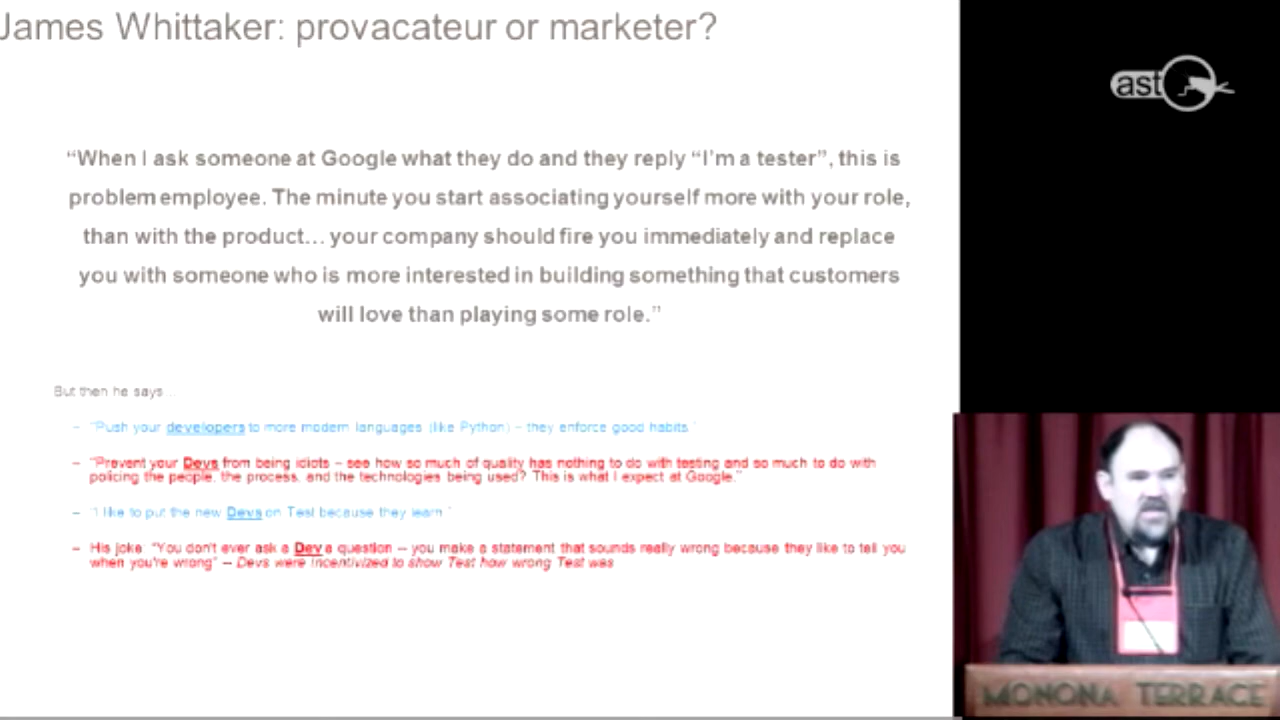 James Whittaker: provacateur or marketer?
ast
“When I ask someone at Google what they do and they reply “I’m a tester”, this is
problem employee. The minute you start associating yourself more with your role,
than with the product... your company should fire you immediately and replace
you with someone who is more interested in building something that customers
will love than playing some role.”
But then he says...
– “Push your developers to more modern languages (like Python) – they enforce good habits.”
– “Prevent your Devs from being idiots – see how so much of quality has nothing to do with testing and so much to do with
policing the people, the process, and the technologies being used? This is what I expect at Google.”
– “I like to put the new Devs on Test because they learn.”
– His joke: “You don't ever ask a Dev a question – you make a statement that sounds really wrong because they like to tell you
when you're wrong” – Devs were incentivized to show Test how wrong Test was
MONONA TERRACE